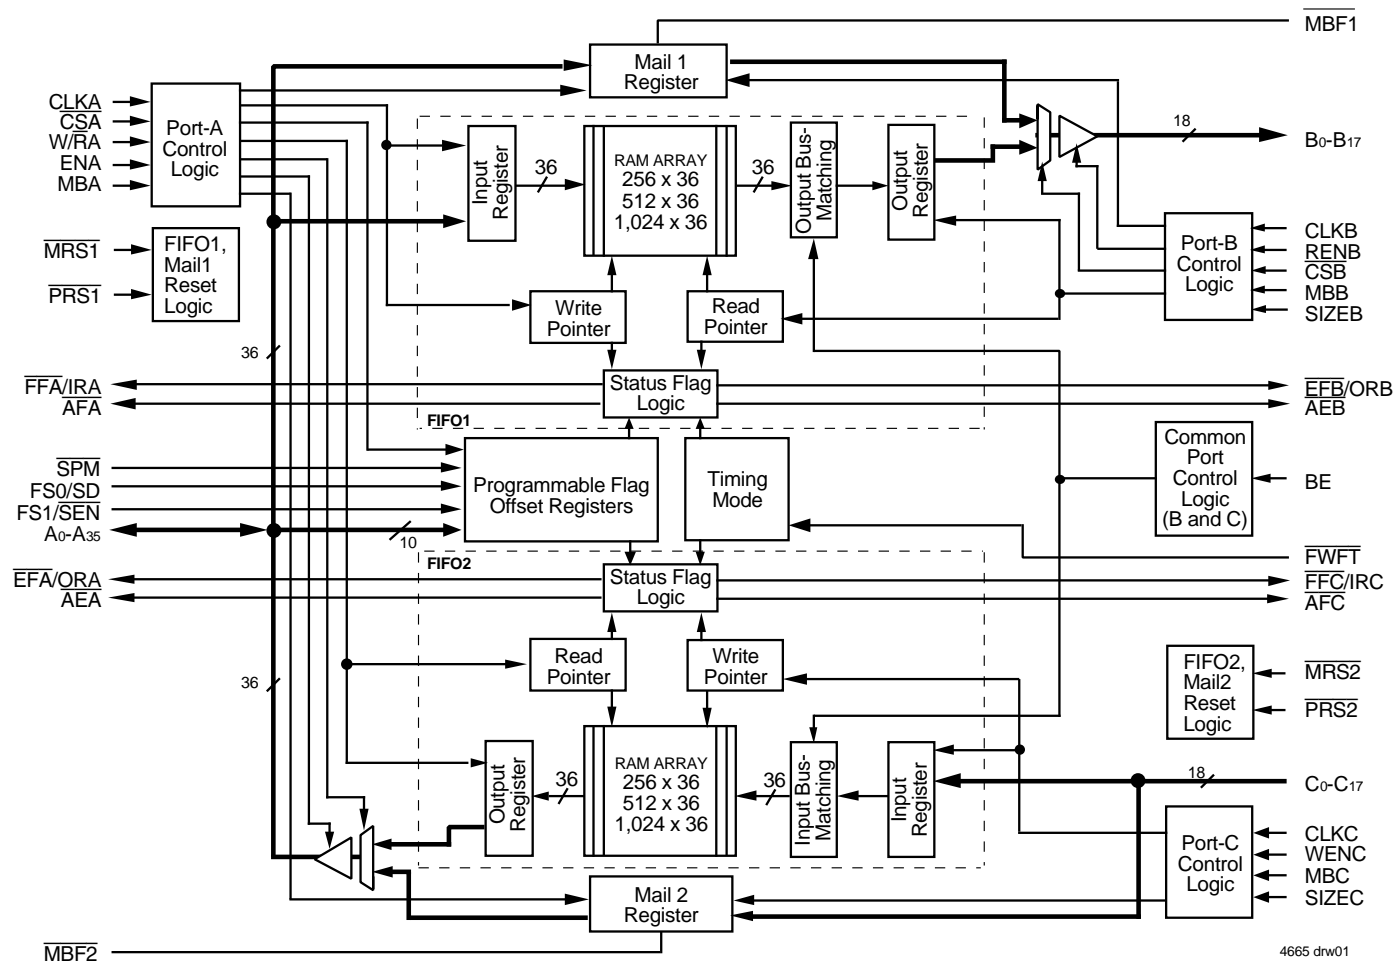 MBF1
Mail 1
Register
CLKA
CSA
W/RA
ENA
MBA
Port-A
Control
Logic
18
B0-B17
Input
Register
36
RAM ARRAY
256 x 36
512 x 36
1,024 x 36
36
Output Bus-
Matching
Output
Register
MRS1
PRS1
FIFO1,
Mail1
Reset
Logic
Port-B
Control
Logic
CLKB
RENB
CSB
MBB
SIZEB
Write
Pointer
Read
Pointer
36
FFA/IRA
AFA
Status Flag
Logic
EFB/ORB
AEB
FIFO1
SPM
FS0/SD
FS1/SEN
A0-A35
10
Programmable Flag
Offset Registers
Timing
Mode
Common
Port
Control
Logic
(B and C)
BE
FWFT
FIFO2
EFA/ORA
AEA
Status Flag
Logic
FFC/IRC
AFC
Read
Pointer
Write
Pointer
36
FIFO2,
Mail2
Reset
Logic
MRS2
PRS2
Output
Register
36
RAM ARRAY
256 x 36
512 x 36
1,024 x 36
36
Input Bus-
Matching
Input
Register
18
C0-C17
Port-C
Control
Logic
CLKC
WENC
MBC
SIZEC
Mail 2
Register
MBF2
4665 drw01